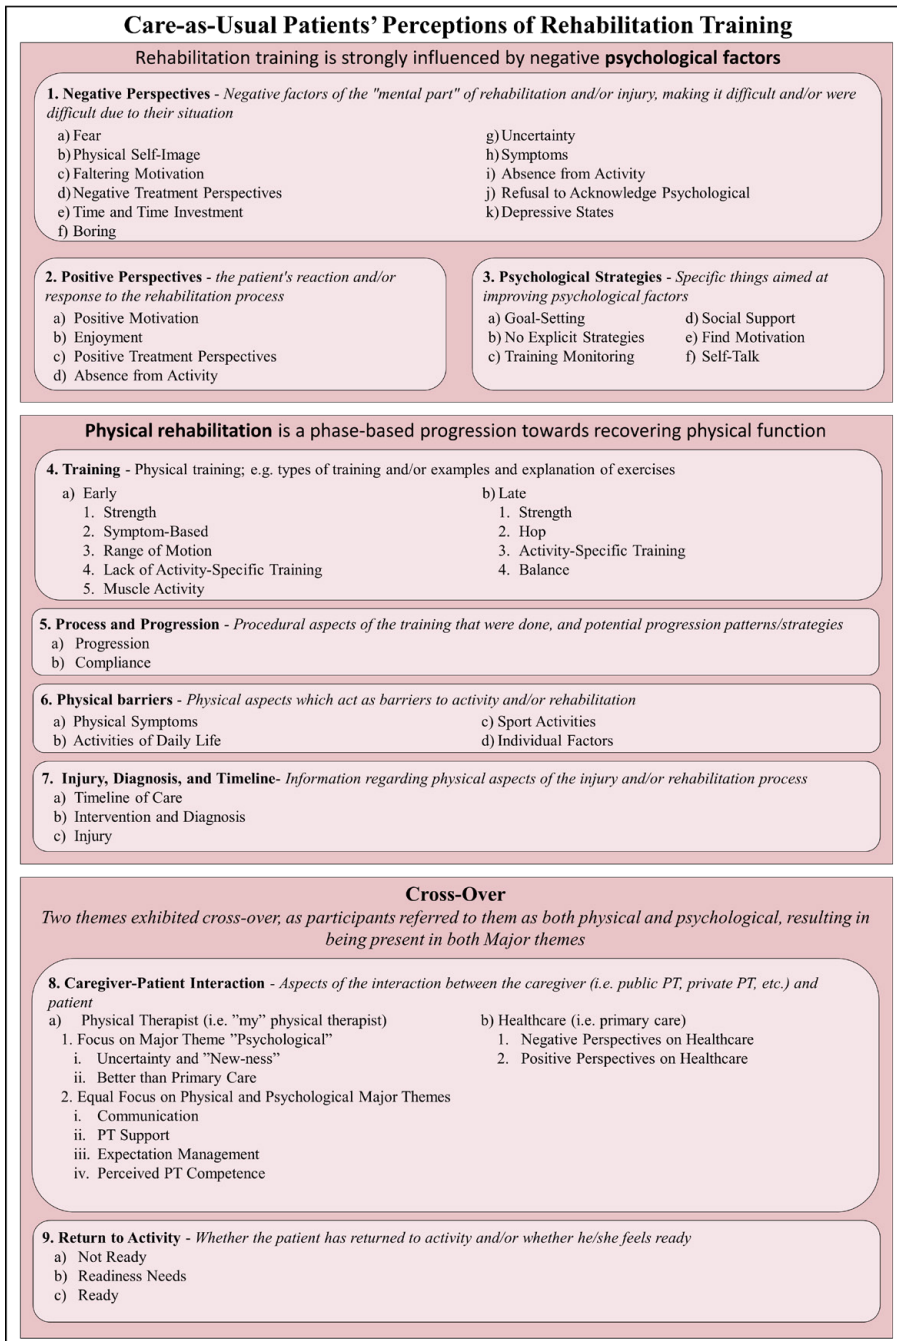 Care-as-Usual Patients’ Perceptions of Rehabilitation Training
Rehabilitation training is strongly influenced by negative psychological factors
1. Negative Perspectives - Negative factors of the "mental part" of rehabilitation and/or injury, making it difficult and/or were
difficult due to their situation
a) Fear
b) Physical Self-Image
c) Faltering Motivation
d) Negative Treatment Perspectives
e) Time and Time Investment
f) Boring
g) Uncertainty
h) Symptoms
i) Absence from Activity
j) Refusal to Acknowledge Psychological
k) Depressive States
2. Positive Perspectives - the patient's reaction and/or
response to the rehabilitation process
a) Positive Motivation
b) Enjoyment
c) Positive Treatment Perspectives
d) Absence from Activity
3. Psychological Strategies - Specific things aimed at
improving psychological factors
a) Goal-Setting
b) No Explicit Strategies
c) Training Monitoring
d) Social Support
e) Find Motivation
f) Self-Talk
Physical rehabilitation is a phase-based progression towards recovering physical function
4. Training - Physical training; e.g. types of training and/or examples and explanation of exercises
a) Early
1. Strength
2. Symptom-Based
3. Range of Motion
4. Lack of Activity-Specific Training
5. Muscle Activity
b) Late
1. Strength
2. Hop
3. Activity-Specific Training
4. Balance
5. Process and Progression - Procedural aspects of the training that were done, and potential progression patterns/strategies
a) Progression
b) Compliance
6. Physical barriers - Physical aspects which act as barriers to activity and/or rehabilitation
a) Physical Symptoms
b) Activities of Daily Life
c) Sport Activities
d) Individual Factors
7. Injury, Diagnosis, and Timeline- Information regarding physical aspects of the injury and/or rehabilitation process
a) Timeline of Care
b) Intervention and Diagnosis
c) Injury
Cross-Over
Two themes exhibited cross-over, as participants referred to them as both physical and psychological, resulting in
being present in both Major themes
8. Caregiver-Patient Interaction - Aspects of the interaction between the caregiver (i.e. public PT, private PT, etc.) and
patient
a) Physical Therapist (i.e. ”my” physical therapist)
1. Focus on Major Theme ”Psychological”
i. Uncertainty and ”New-ness”
ii. Better than Primary Care
2. Equal Focus on Physical and Psychological Major Themes
i. Communication
ii. PT Support
iii. Expectation Management
iv. Perceived PT Competence
b) Healthcare (i.e. primary care)
1. Negative Perspectives on Healthcare
2. Positive Perspectives on Healthcare
9. Return to Activity - Whether the patient has returned to activity and/or whether he/she feels ready
a) Not Ready
b) Readiness Needs
c) Ready